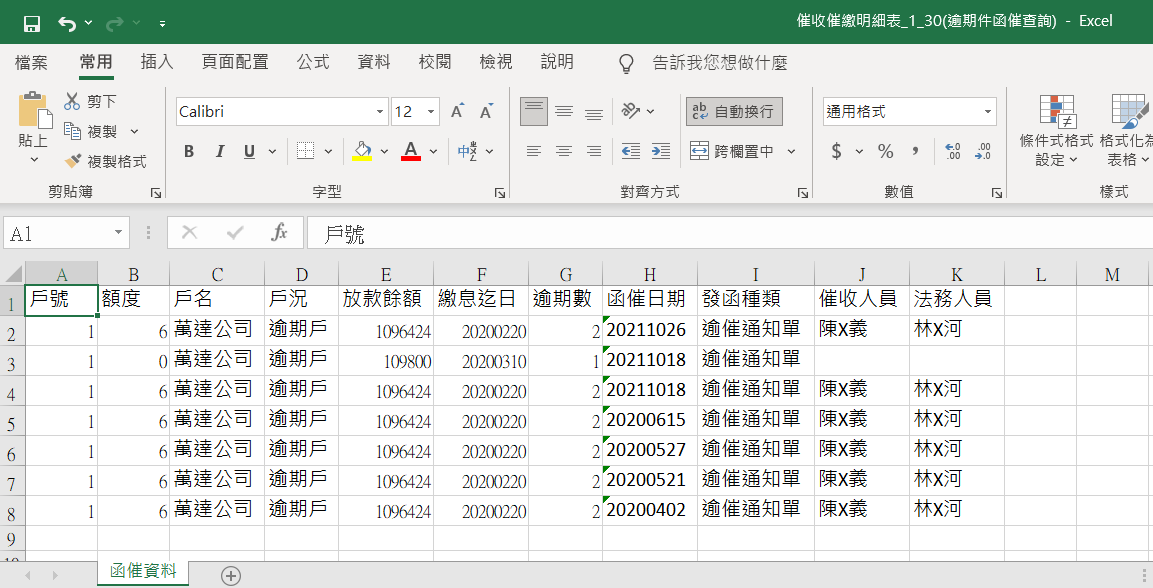 催收催繳明細表_1_30(逾期件函催查詢) - Excel
檔案 常用 插入 頁面配置 公式 資料 校閱 檢視 說明 告訴我您想做什麼
貼上 剪下 複製 複製格式 剪貼簿
Calibri 12 B I U A A A 中 字型
ab 自動換行 跨欄置中 對齊方式
通用格式 $ % , .00 .00 數值
條件式格式設定 格式化為表格 樣式
A1 fx 戶號
A B C D E F G H I J K L M
1 戶號 額度 戶名 戶況 放款餘額 繳息迄日 逾期數 函催日期 發函種類 催收人員 法務人員
2 1 6 萬達公司 逾期戶 1096424 20200220 2 20211026 逾催通知單 陳X義 林X河
3 1 0 萬達公司 逾期戶 109800 20200310 1 20211018 逾催通知單
4 1 6 萬達公司 逾期戶 1096424 20200220 2 20211018 逾催通知單 陳X義 林X河
5 1 6 萬達公司 逾期戶 1096424 20200220 2 20200615 逾催通知單 陳X義 林X河
6 1 6 萬達公司 逾期戶 1096424 20200220 2 20200527 逾催通知單 陳X義 林X河
7 1 6 萬達公司 逾期戶 1096424 20200220 2 20200521 逾催通知單 陳X義 林X河
8 1 6 萬達公司 逾期戶 1096424 20200220 2 20200402 逾催通知單 陳X義 林X河
9
函催資料